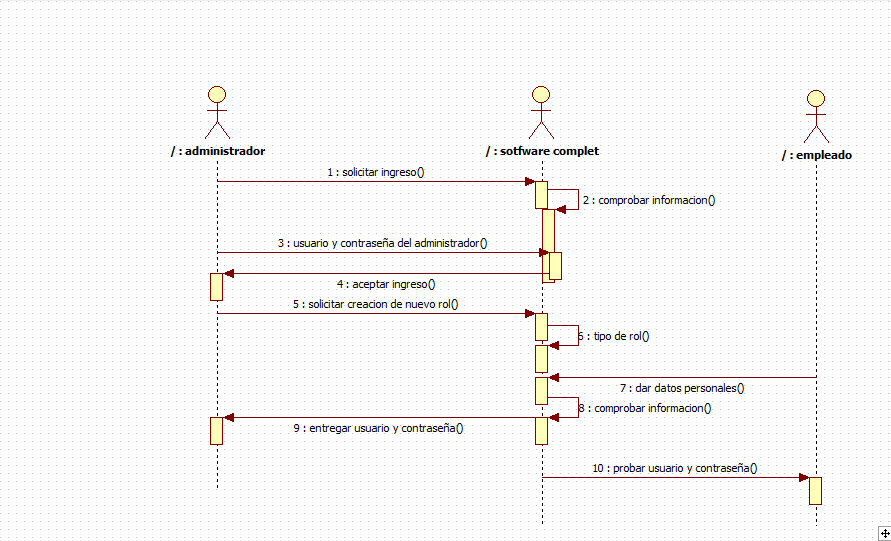 / : administrador
/ : sotfware complet
/ : empleado
1 : solicitar ingreso()
2 : comprobar informacion()
3 : usuario y contraseña del administrador()
4 : aceptar ingreso()
5 : solicitar creacion de nuevo rol()
6 : tipo de rol()
7 : dar datos personales()
8 : comprobar informacion()
9 : entregar usuario y contraseña()
10 : probar usuario y contraseña()